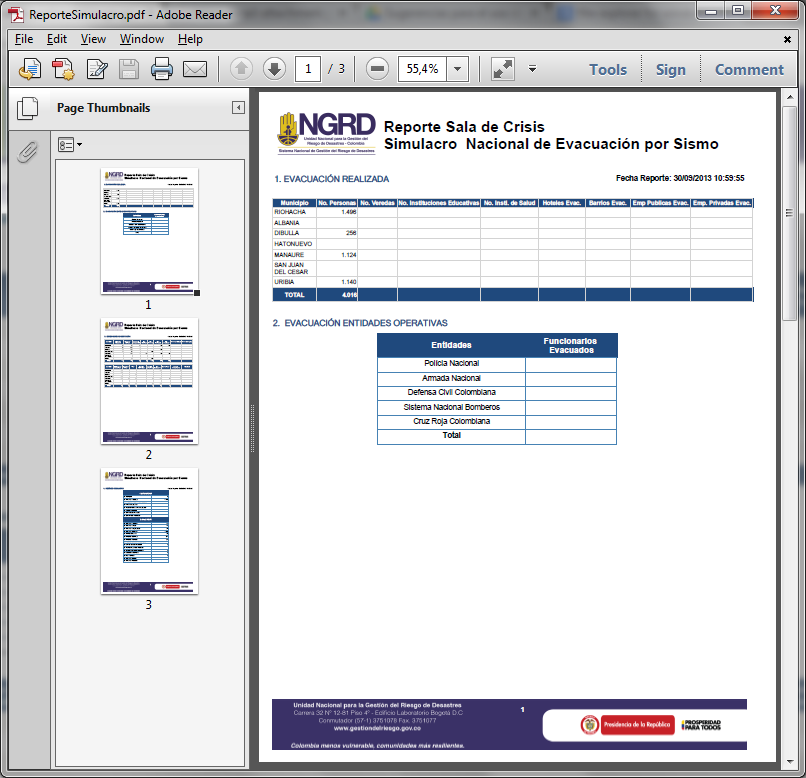 ReporteSimulacro.pdf - Adobe Reader
File Edit View Window Help
1 / 3 55,4% Tools Sign Comment
Page Thumbnails
1
2
3
NGRD
Unidad Nacional para la Gestión del
Riesgo de Desastres - Colombia
Sistema Nacional de Gestión del Riesgo de Desastres
Reporte Sala de Crisis
Simulacro Nacional de Evacuación por Sismo
1. EVACUACIÓN REALIZADA Fecha Reporte: 30/09/2013 10:59:55
Municipio No. Personas No. Veredas No. Instituciones Educativas No. Insti. de Salud Hoteles Evac. Barrios Evac. Emp Publicas Evac. Emp. Privadas Evac.
RIOHACHA 1.496
ALBANIA
DIBULLA 256
HATONUEVO
MANAURE 1.124
SAN JUAN
DEL CESAR
URIBIA 1.140
TOTAL 4.016
2. EVACUACIÓN ENTIDADES OPERATIVAS
Entidades Funcionarios
Evacuados
Policia Nacional
Armada Nacional
Defensa Civil Colombiana
Sistema Nacional Bomberos
Cruz Roja Colombiana
Total
Unidad Nacional para la Gestión del Riesgo de Desastres
Carrera 32 Nº 12-81 Piso 4º - Edificio Laboratorio Bogotá D.C
Conmutador (57-1) 3751078 Fax. 3751077
www.gestiondelriesgo.gov.co
Colombia menos vulnerable, comunidades más resilientes.
1
Presidencia de la República
PROSPERIDAD
PARA TODOS